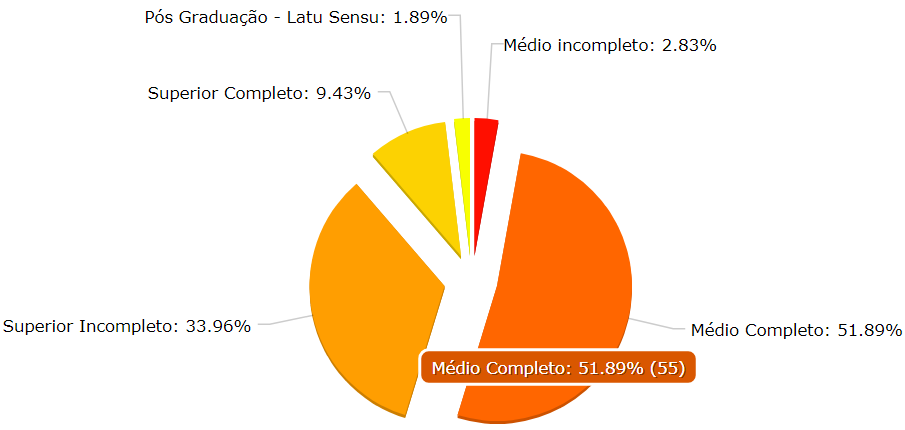 Pós Graduação - Latu Sensu: 1.89%
Médio incompleto: 2.83%
Superior Completo: 9.43%
Superior Incompleto: 33.96%
Médio Completo: 51.89%
Médio Completo: 51.89% (55)